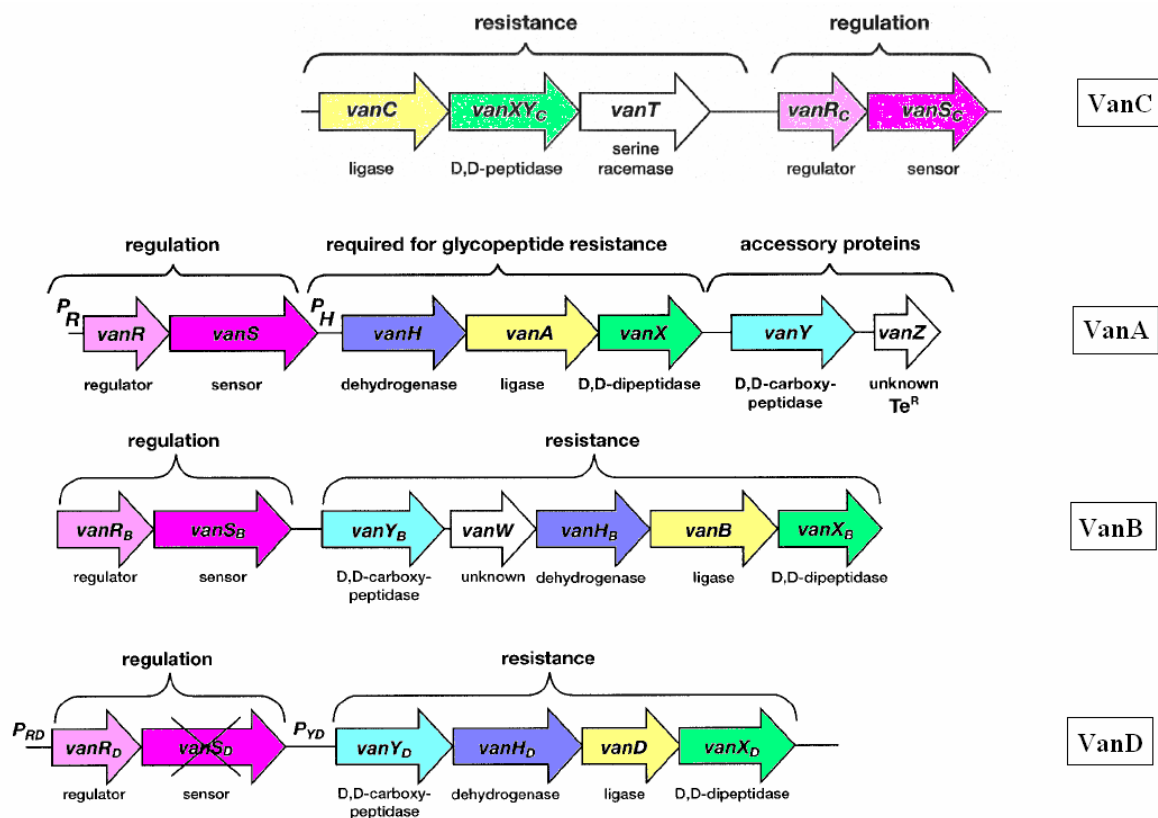 resistance regulation
vanC vanXYC vanT vanRC vanSC VanC
ligase D,D-peptidase serine racemase regulator sensor
regulation required for glycopeptide resistance accessory proteins
PR vanR vanS PH vanH vanA vanX vanY vanZ VanA
regulator sensor dehydrogenase ligase D,D-dipeptidase D,D-carboxy- unknown
peptidase TeR
regulation resistance
vanRB vanSB vanYB vanW vanHB vanB vanXB VanB
regulator sensor D,D-carboxy- unknown dehydrogenase ligase D,D-dipeptidase
peptidase
regulation resistance
PRD vanRD vanSD PYD vanYD vanHD vanD vanXD VanD
regulator sensor D,D-carboxy- dehydrogenase ligase D,D-dipeptidase
peptidase